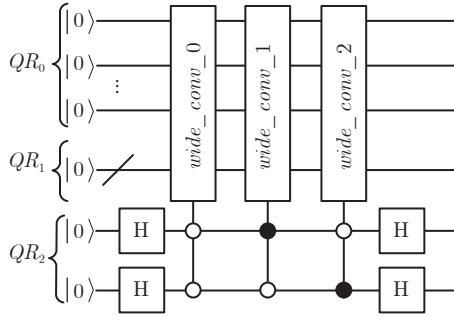 |0⟩
|0⟩
QR₀
...
|0⟩
wide_conv_0
wide_conv_1
wide_conv_2
QR₁
|0⟩
|0⟩
H
H
QR₂
|0⟩
H
H